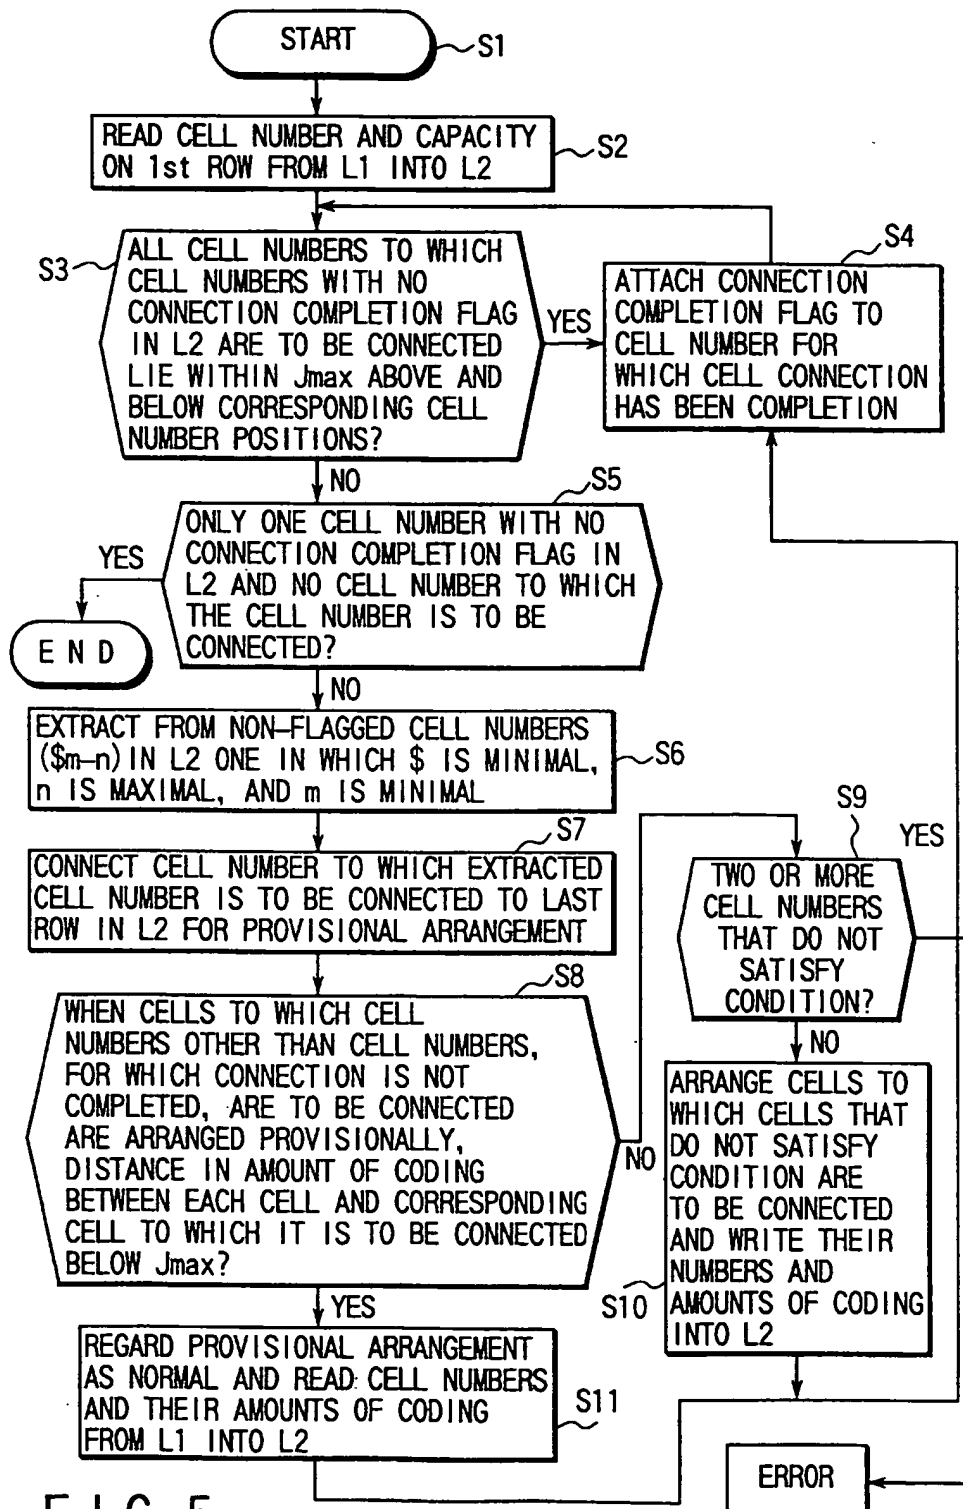 START
S1
READ CELL NUMBER AND CAPACITY
ON 1st ROW FROM L1 INTO L2
S2
S3
ALL CELL NUMBERS TO WHICH
CELL NUMBERS WITH NO
CONNECTION COMPLETION FLAG
IN L2 ARE TO BE CONNECTED
LIE WITHIN Jmax ABOVE AND
BELOW CORRESPONDING CELL
NUMBER POSITIONS?
YES
S4
ATTACH CONNECTION
COMPLETION FLAG TO
CELL NUMBER FOR
WHICH CELL CONNECTION
HAS BEEN COMPLETION
NO
S5
ONLY ONE CELL NUMBER WITH NO
CONNECTION COMPLETION FLAG IN
L2 AND NO CELL NUMBER TO WHICH
THE CELL NUMBER IS TO BE
CONNECTED?
YES
END
NO
EXTRACT FROM NON-FLAGGED CELL NUMBERS
($m-n) IN L2 ONE IN WHICH $ IS MINIMAL,
n IS MAXIMAL, AND m IS MINIMAL
S6
S7
CONNECT CELL NUMBER TO WHICH EXTRACTED
CELL NUMBER IS TO BE CONNECTED TO LAST
ROW IN L2 FOR PROVISIONAL ARRANGEMENT
S8
WHEN CELLS TO WHICH CELL
NUMBERS OTHER THAN CELL NUMBERS,
FOR WHICH CONNECTION IS NOT
COMPLETED, ARE TO BE CONNECTED
ARE ARRANGED PROVISIONALLY,
DISTANCE IN AMOUNT OF CODING
BETWEEN EACH CELL AND CORRESPONDING
CELL TO WHICH IT IS TO BE CONNECTED
BELOW Jmax?
NO
S9
TWO OR MORE
CELL NUMBERS
THAT DO NOT
SATISFY
CONDITION?
YES
NO
ARRANGE CELLS TO
WHICH CELLS THAT
DO NOT SATISFY
CONDITION ARE
TO BE CONNECTED
AND WRITE THEIR
NUMBERS AND
AMOUNTS OF CODING
INTO L2
S10
YES
REGARD PROVISIONAL ARRANGEMENT
AS NORMAL AND READ CELL NUMBERS
AND THEIR AMOUNTS OF CODING
FROM L1 INTO L2
S11
ERROR
FIG. 5